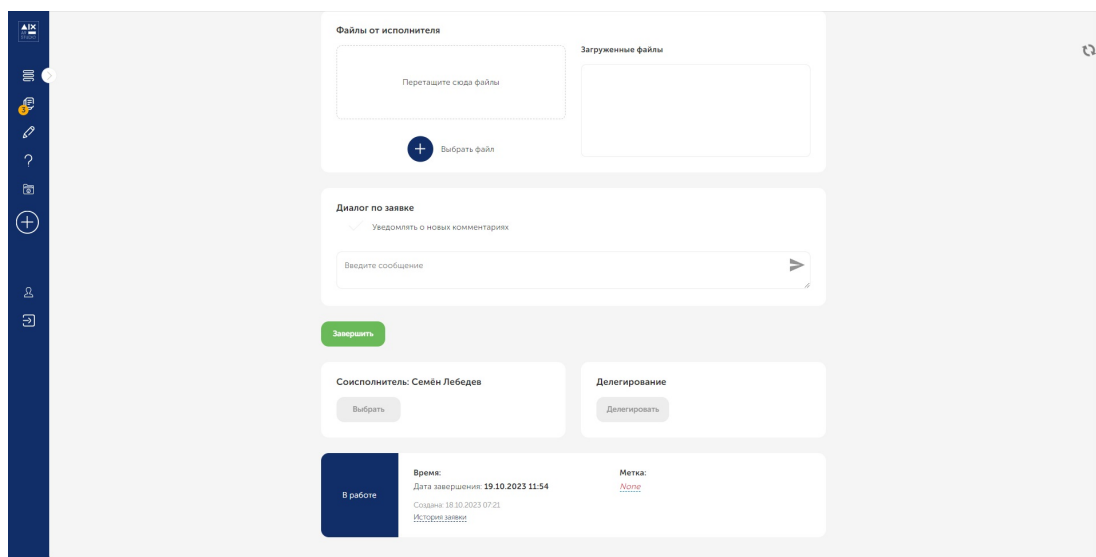 Файлы от исполнителя
Загруженные файлы
Перетащите сюда файлы
Выбрать файл
3
Диалог по заявке
Уведомлять о новых комментариях
Введите сообщение
Завершить
Соисполнитель: Семён Лебедев
Делегирование
Выбрать
Делегировать
В работе
Время:
Метка:
Дата завершения: 19.10.2023 11:54
None
Создана: 18.10.2023 07:21
История заявки